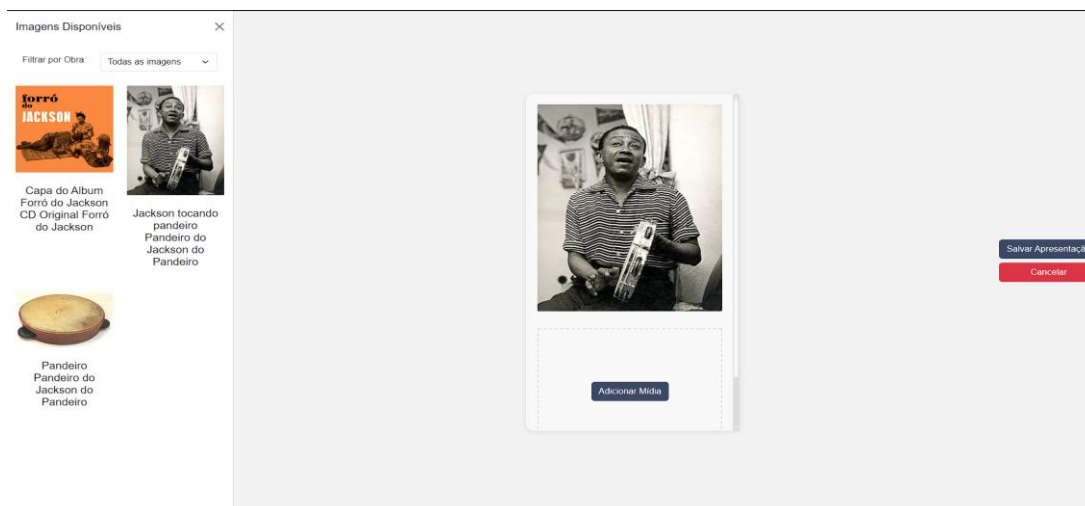 Imagens Disponíveis
Filtrar por Obra:
Todas as imagens
forró
do
JACKSON
Capa do Album
Forró do Jackson
CD Original Forró
do Jackson
Jackson tocando
pandeiro
Pandeiro do
Jackson do
Pandeiro
Pandeiro
Pandeiro do
Jackson do
Pandeiro
Adicionar Mídia
Salvar Apresentaçã
Cancelar